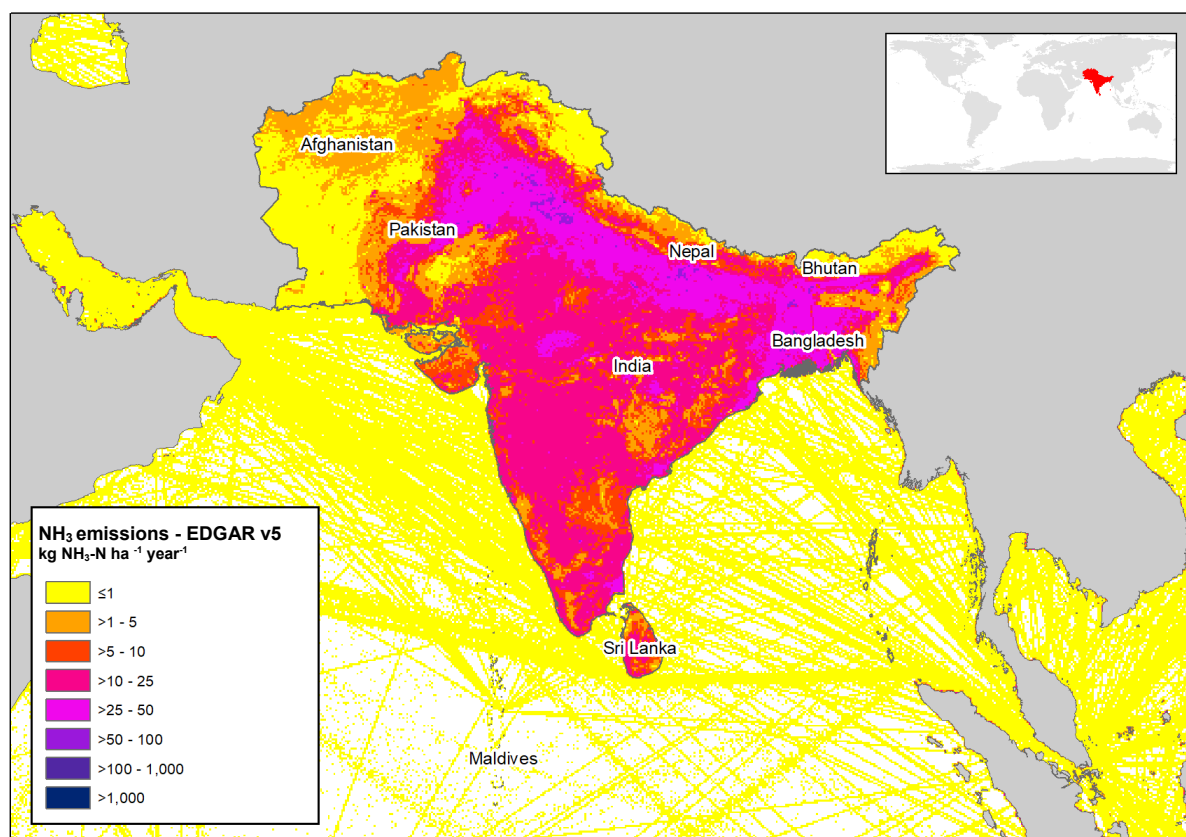 Afghanistan
Pakistan
Nepal
Bhutan
Bangladesh
India
Sri Lanka
Maldives
NH₃ emissions - EDGAR v5
kg NH₃-N ha ⁻¹ year⁻¹
≤1
>1 - 5
>5 - 10
>10 - 25
>25 - 50
>50 - 100
>100 - 1,000
>1,000